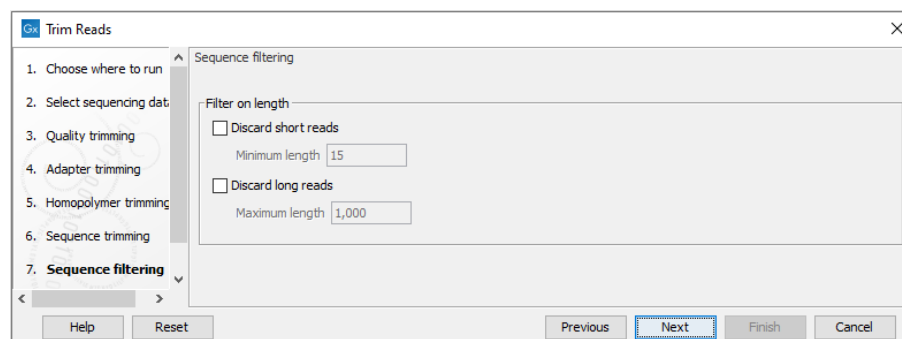 Gx Trim Reads
1. Choose where to run
2. Select sequencing dat
3. Quality trimming
4. Adapter trimming
5. Homopolymer trimming
6. Sequence trimming
7. Sequence filtering
Sequence filtering
Filter on length
Discard short reads
Minimum length 15
Discard long reads
Maximum length 1,000
Help Reset Previous Next Finish Cancel